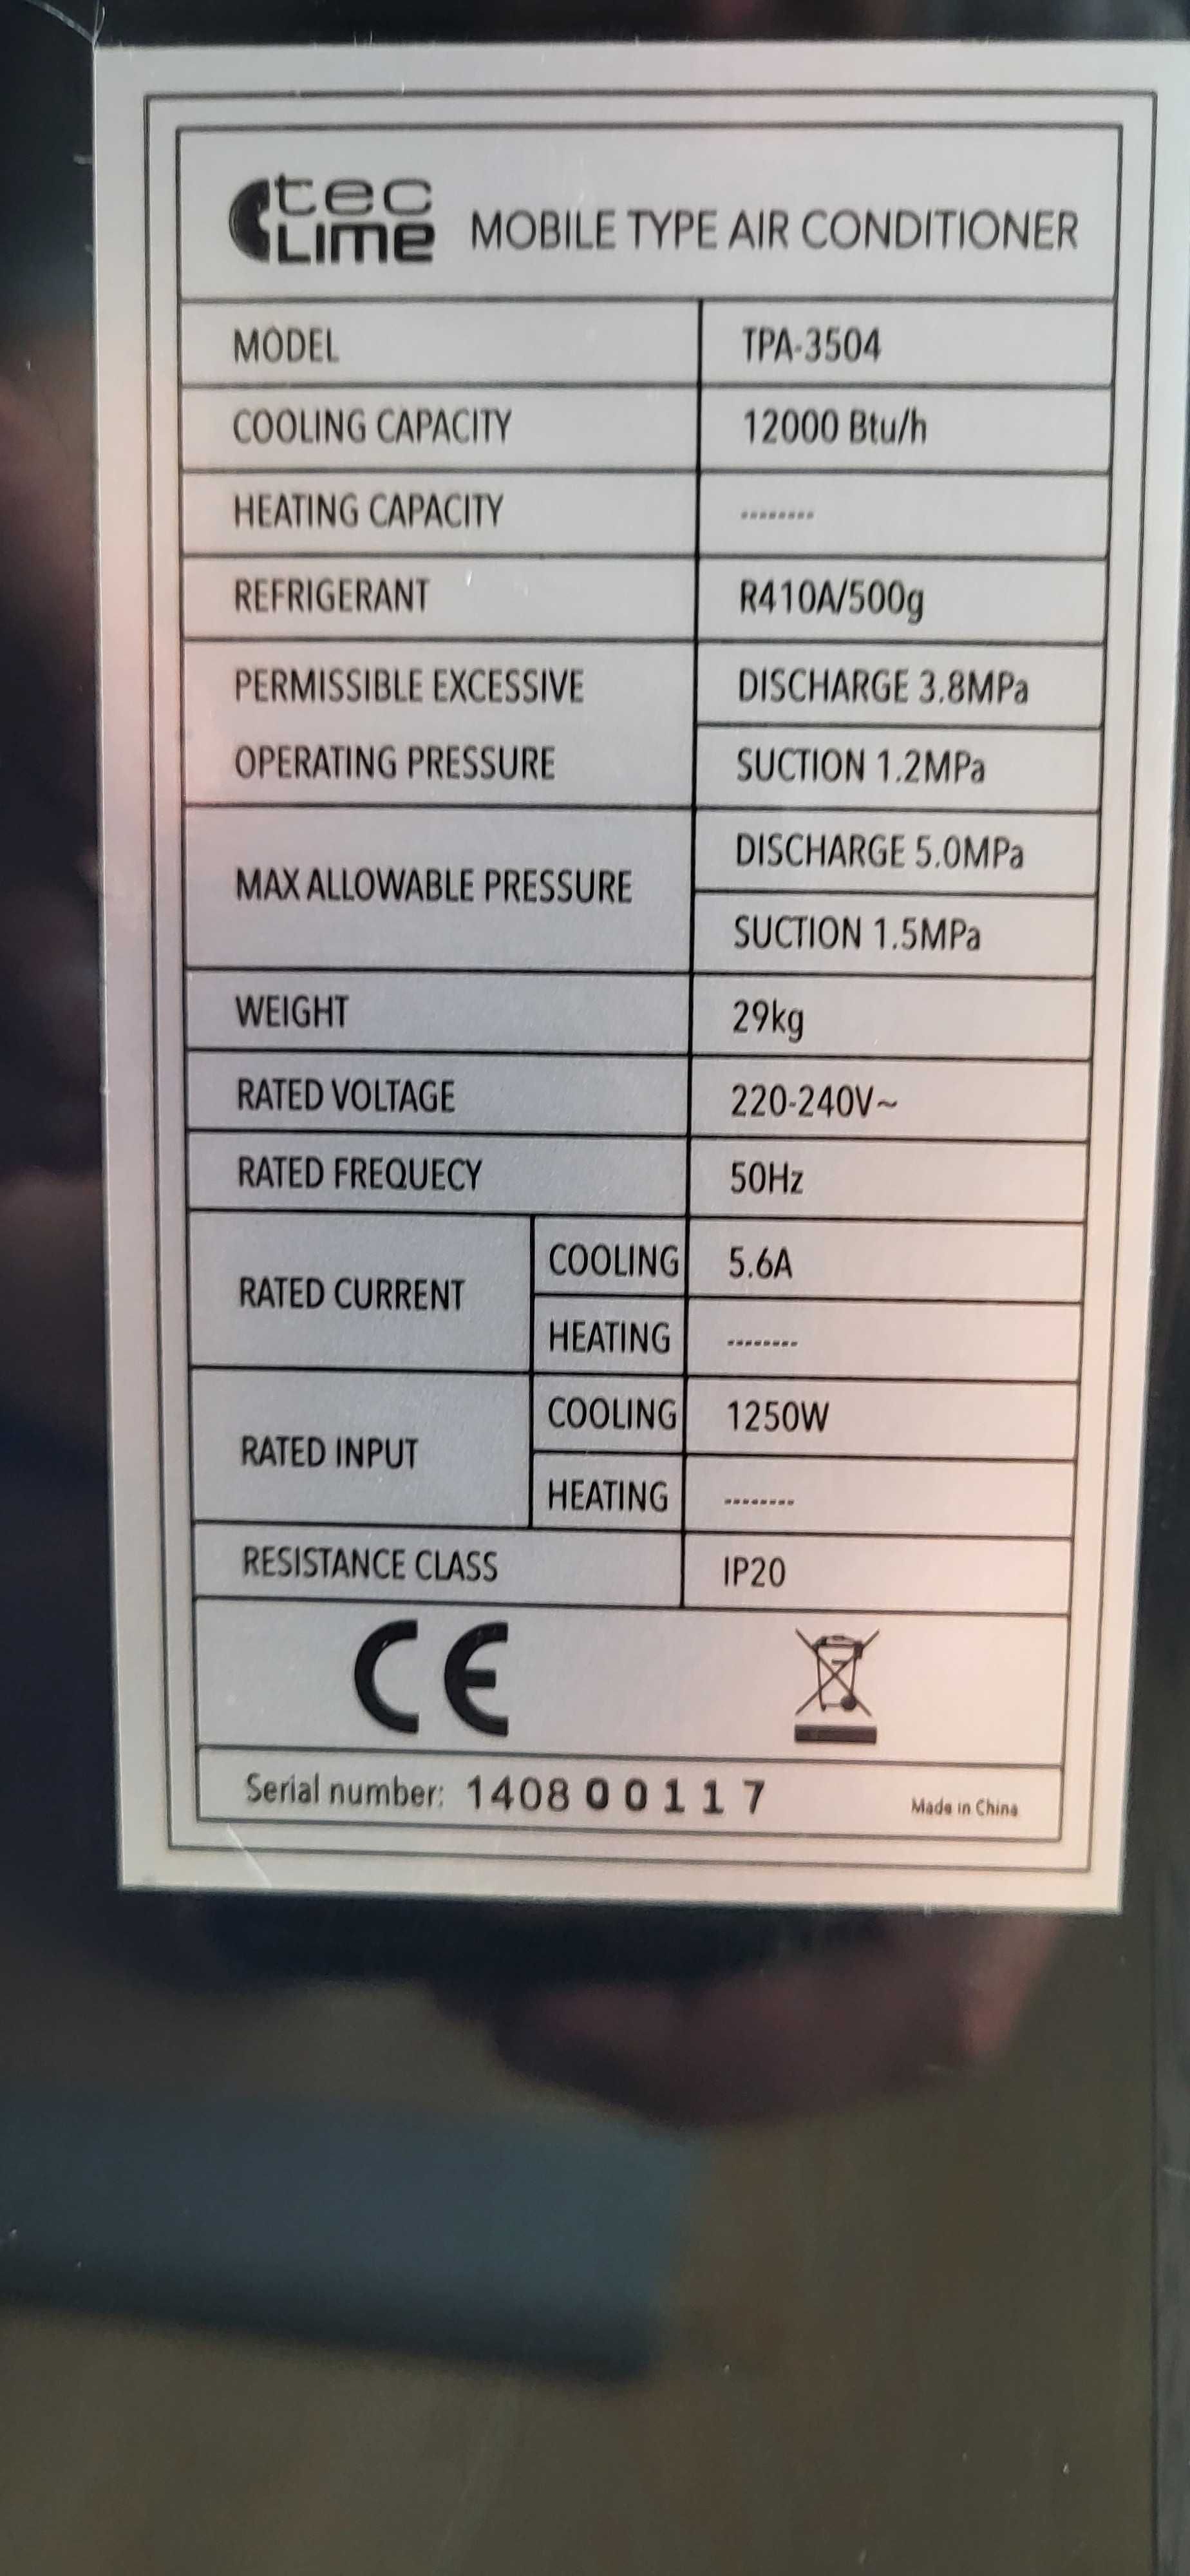 tec
LIME MOBILE TYPE AIR CONDITIONER
MODEL TPA-3504
COOLING CAPACITY 12000 Btu/h
HEATING CAPACITY --------
REFRIGERANT R410A/500g
PERMISSIBLE EXCESSIVE DISCHARGE 3.8MPa
OPERATING PRESSURE SUCTION 1.2MPa
MAX ALLOWABLE PRESSURE DISCHARGE 5.0MPa
SUCTION 1.5MPa
WEIGHT 29kg
RATED VOLTAGE 220-240V~
RATED FREQUECY 50Hz
RATED CURRENT COOLING 5.6A
HEATING --------
RATED INPUT COOLING 1250W
HEATING --------
RESISTANCE CLASS IP20
CE
Serial number: 140800117 Made in China